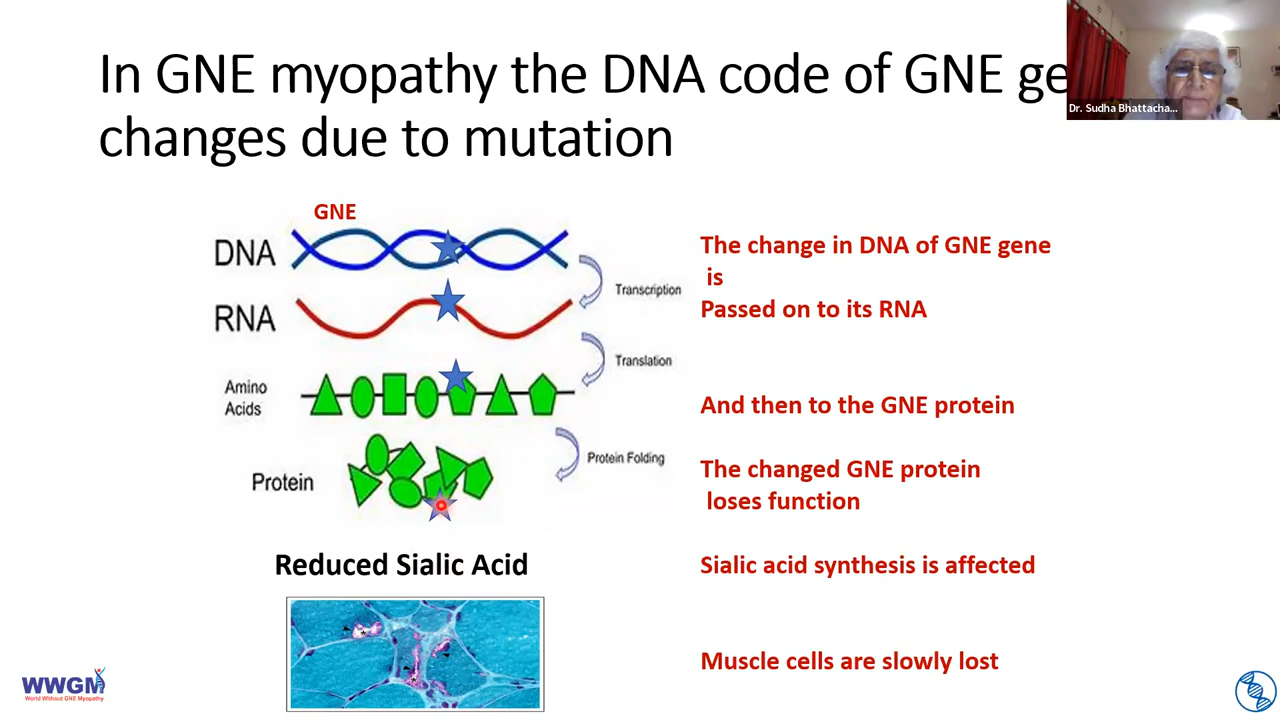 In GNE myopathy the DNA code of GNE ge
changes due to mutation
Dr. Sudha Bhattacha...
GNE
DNA
Transcription
RNA
Translation
Amino
Acids
Protein Folding
Protein
Reduced Sialic Acid
The change in DNA of GNE gene
is
Passed on to its RNA
And then to the GNE protein
The changed GNE protein
loses function
Sialic acid synthesis is affected
Muscle cells are slowly lost
WWGM
World Without GNE Myopathy